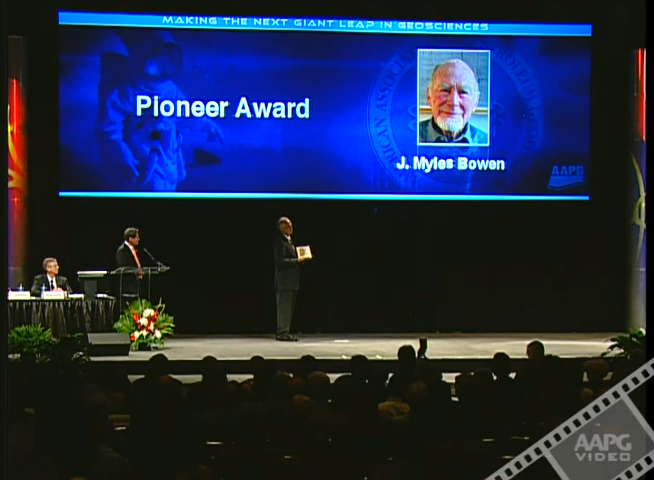 MAKING THE NEXT GIANT LEAP IN GEOSCIENCES
Pioneer Award
J. Myles Bowen
AAPG
AAPG
VIDEO